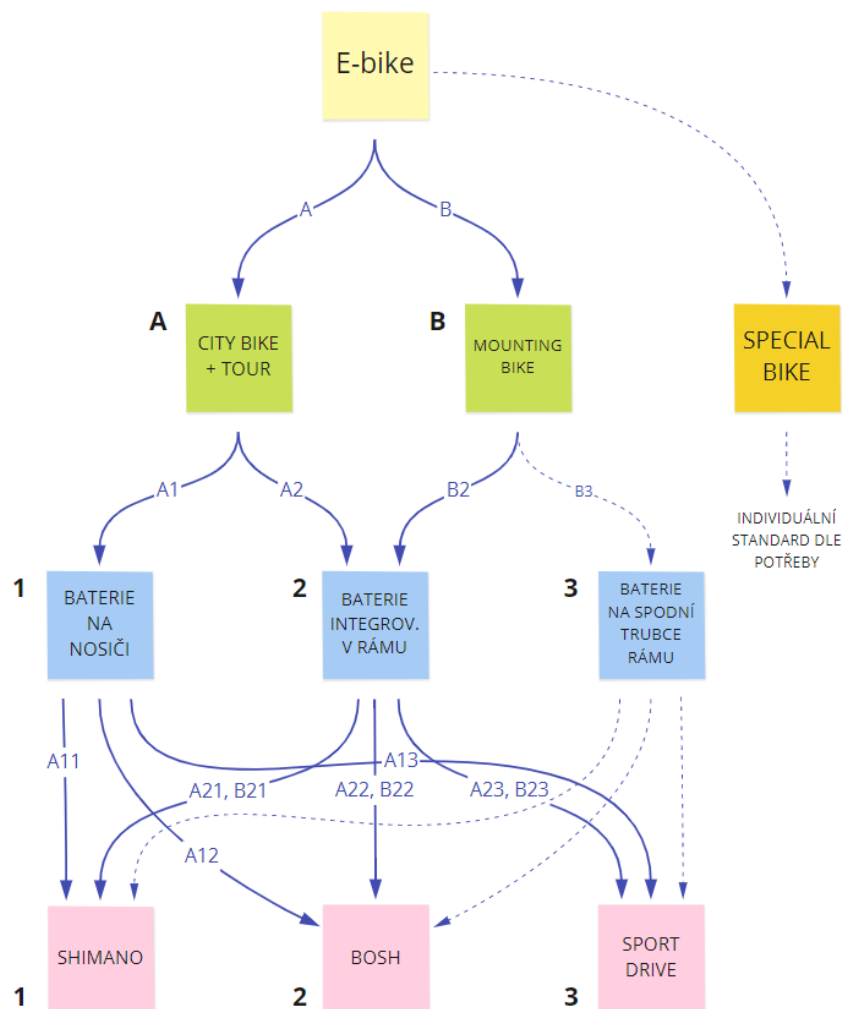 E-bike
A
B
A
CITY BIKE
+ TOUR
B
MOUNTING
BIKE
SPECIAL
BIKE
A1
A2
B2
B3
INDIVIDUÁLNÍ
STANDARD DLE
POTŘEBY
1
BATERIE
NA
NOSIČI
2
BATERIE
INTEGROV.
V RÁMU
3
BATERIE
NA SPODNÍ
TRUBCE
RÁMU
A11
A13
A21, B21
A22, B22
A23, B23
A12
SHIMANO
BOSH
SPORT
DRIVE
1
2
3